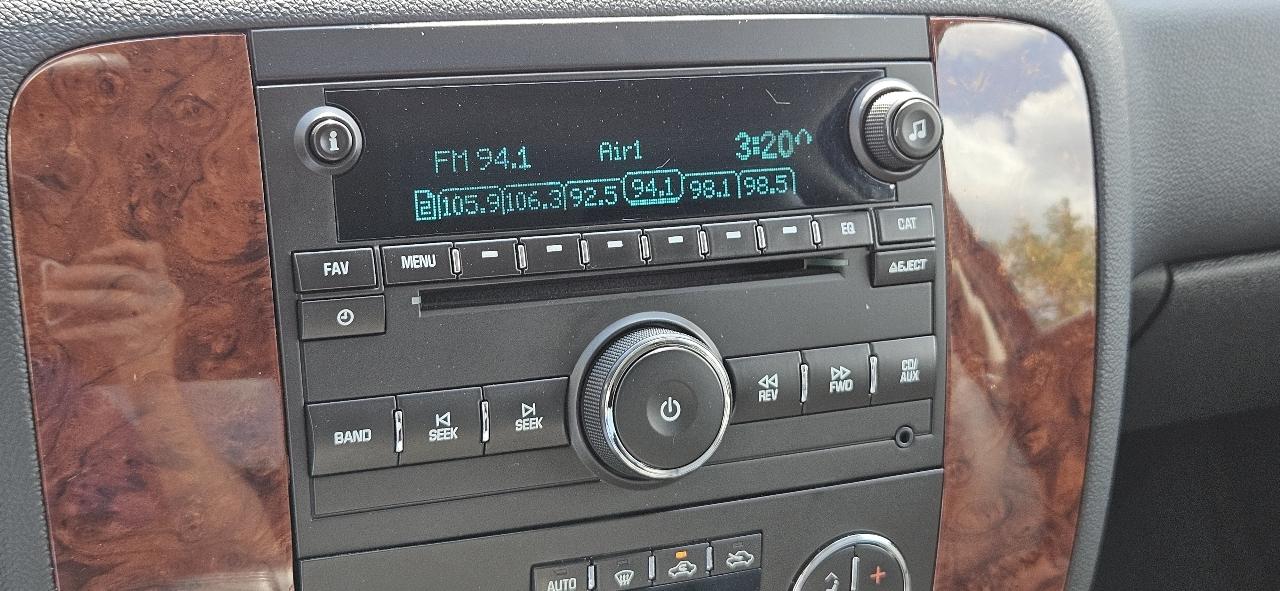 FM 94.1 Air1 3:20
2 105.9 106.3 92.5 94.1 98.1 98.5
FAV MENU EQ CAT
EJECT
BAND SEEK SEEK REV FWD CD/
AUX
AUTO